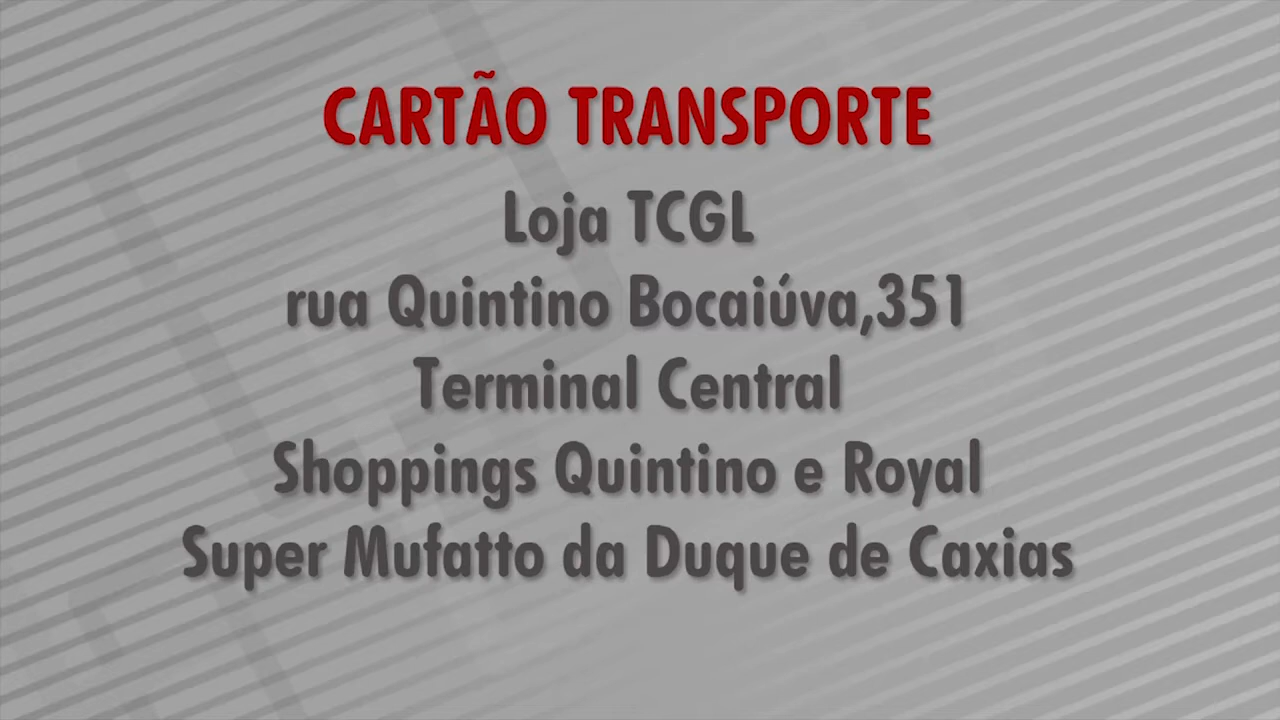 CARTÃO TRANSPORTE
Loja TCGL
rua Quintino Bocaiúva,351
Terminal Central
Shoppings Quintino e Royal
Super Mufatto da Duque de Caxias